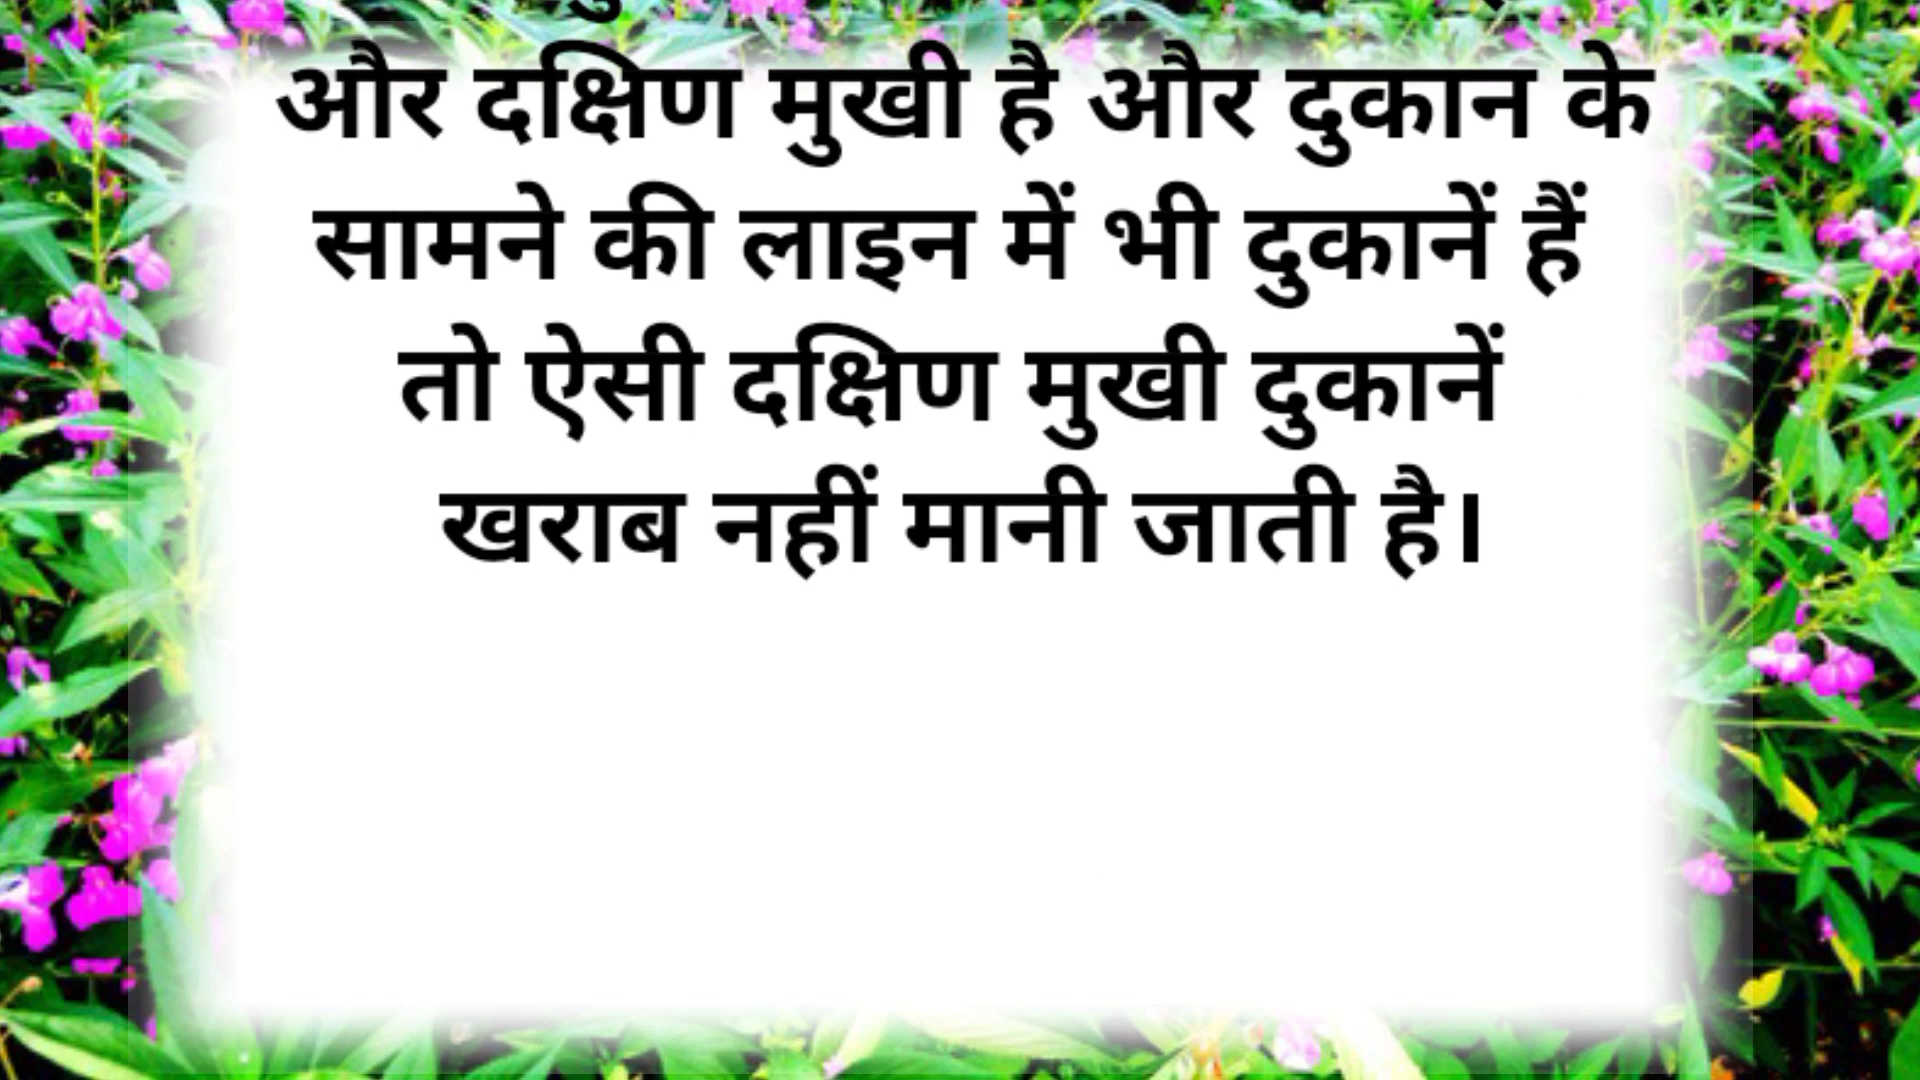 और दक्षिण मुखी है और दुकान के
सामने की लाइन में भी दुकानें हैं
तो ऐसी दक्षिण मुखी दुकानें
खराब नहीं मानी जाती है।